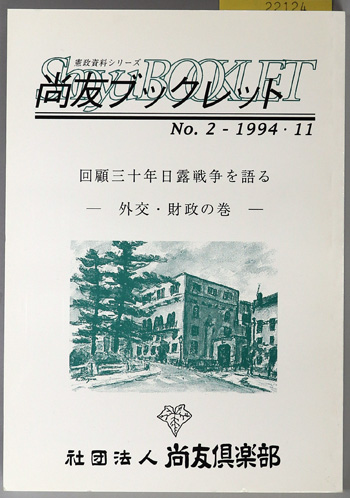 22124
憲政資料シリーズ
Shoyu BOOKLET
尚友ブックレット
No. 2 - 1994・11
回顧三十年日露戦争を語る
― 外交・財政の巻 ―
社団法人 尚友倶楽部